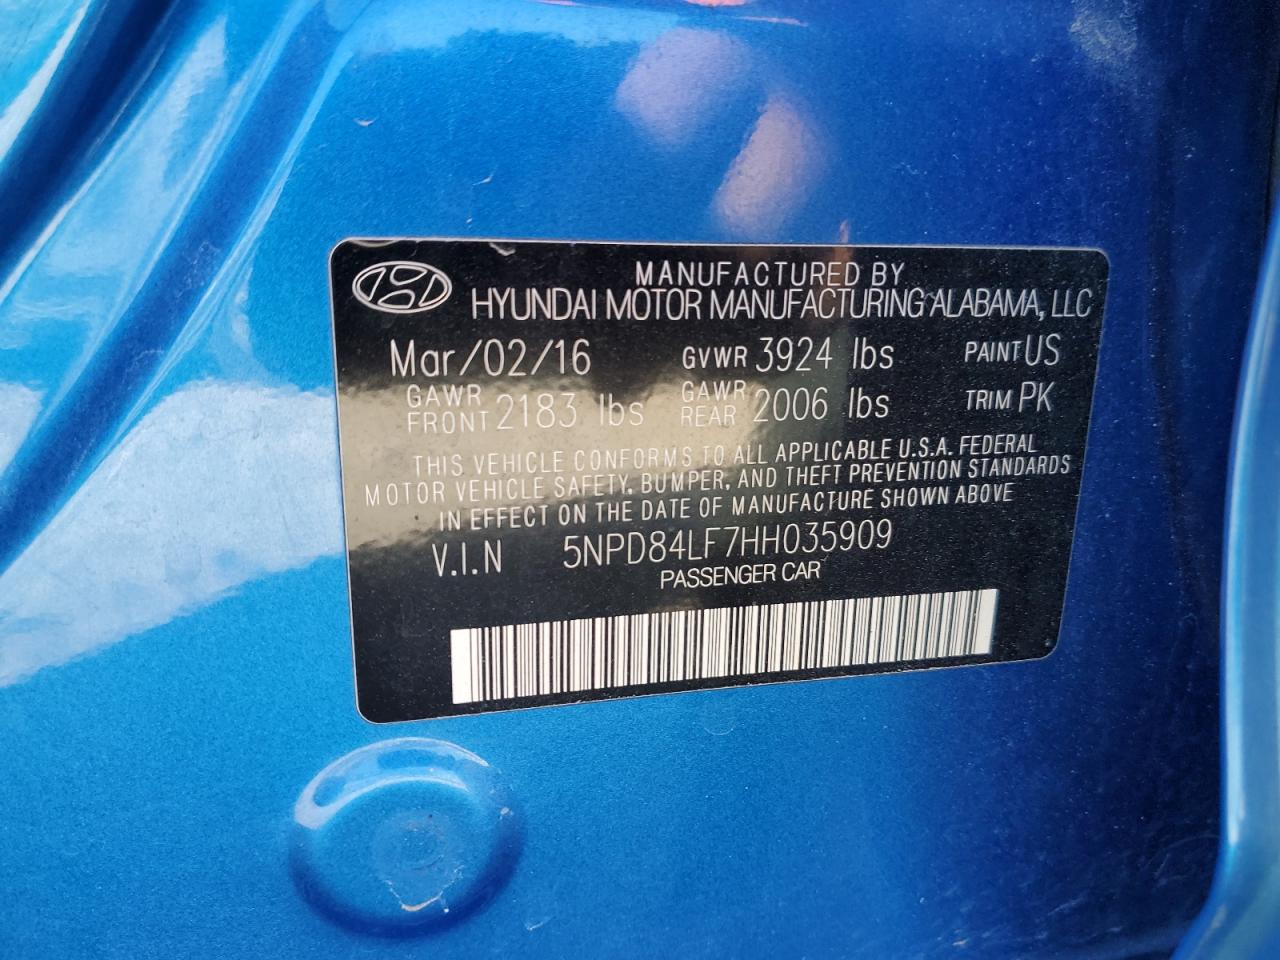 MANUFACTURED BY
HYUNDAI MOTOR MANUFACTURING ALABAMA, LLC
Mar/02/16 GVWR 3924 lbs PAINT US
GAWR FRONT 2183 lbs GAWR REAR 2006 lbs TRIM PK
THIS VEHICLE CONFORMS TO ALL APPLICABLE U.S.A. FEDERAL
MOTOR VEHICLE SAFETY, BUMPER, AND THEFT PREVENTION STANDARDS
IN EFFECT ON THE DATE OF MANUFACTURE SHOWN ABOVE
V.I.N 5NPD84LF7HH035909
PASSENGER CAR